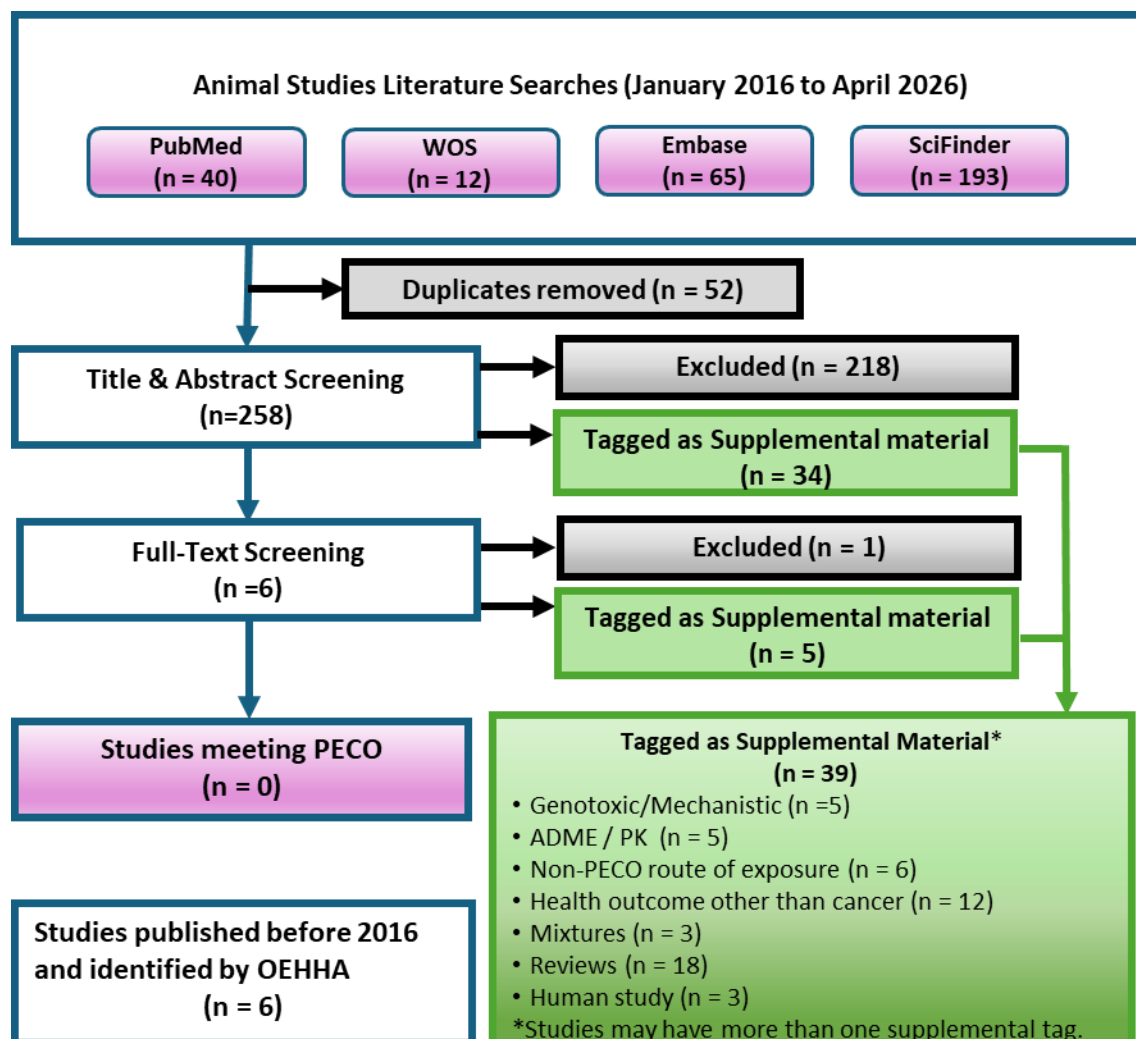 Animal Studies Literature Searches (January 2016 to April 2026)
PubMed
(n = 40)
WOS
(n = 12)
Embase
(n = 65)
SciFinder
(n = 193)
Duplicates removed (n = 52)
Title & Abstract Screening
(n=258)
Excluded (n = 218)
Tagged as Supplemental material
(n = 34)
Full-Text Screening
(n =6)
Excluded (n = 1)
Tagged as Supplemental material
(n = 5)
Studies meeting PECO
(n = 0)
Tagged as Supplemental Material*
(n = 39)
• Genotoxic/Mechanistic (n =5)
• ADME / PK (n = 5)
• Non-PECO route of exposure (n = 6)
• Health outcome other than cancer (n = 12)
• Mixtures (n = 3)
• Reviews (n = 18)
• Human study (n = 3)
*Studies may have more than one supplemental tag.
Studies published before 2016
and identified by OEHHA
(n = 6)